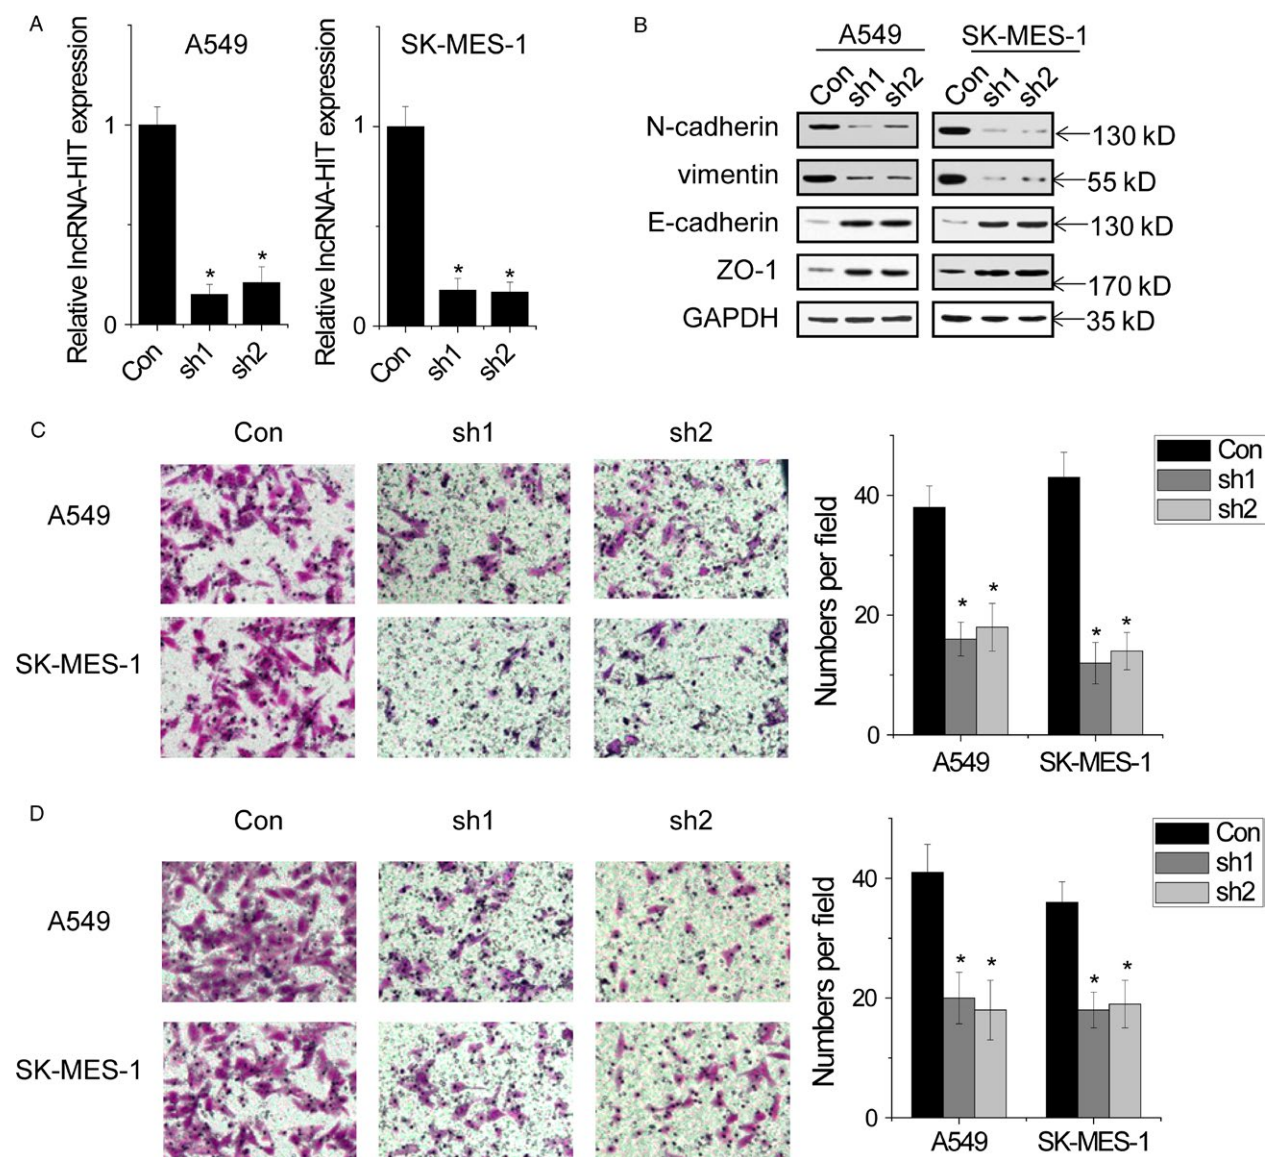 A
Relative lncRNA-HIT expression
A549
1
0
*
*
Con
sh1
sh2
Relative lncRNA-HIT expression
SK-MES-1
1
0
*
*
Con
sh1
sh2
B
A549
SK-MES-1
Con
sh1
sh2
Con
sh1
sh2
N-cadherin
130 kD
vimentin
55 kD
E-cadherin
130 kD
ZO-1
170 kD
GAPDH
35 kD
C
Con
sh1
sh2
A549
SK-MES-1
Numbers per field
40
20
0
*
*
*
*
A549
SK-MES-1
Con
sh1
sh2
D
Con
sh1
sh2
A549
SK-MES-1
Numbers per field
40
20
0
*
*
*
*
A549
SK-MES-1
Con
sh1
sh2